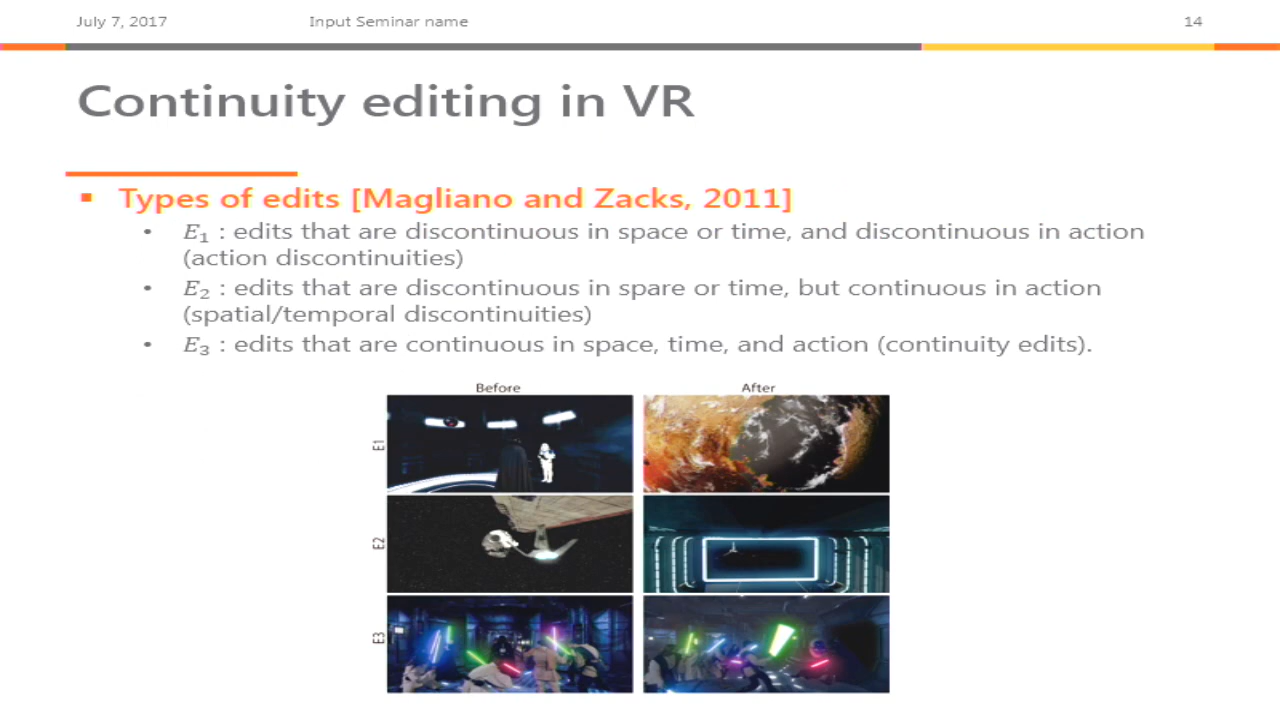 July 7, 2017 Input Seminar name 14
Continuity editing in VR
▪ Types of edits [Magliano and Zacks, 2011]
• E₁ : edits that are discontinuous in space or time, and discontinuous in action
(action discontinuities)
• E₂ : edits that are discontinuous in spare or time, but continuous in action
(spatial/temporal discontinuities)
• E₃ : edits that are continuous in space, time, and action (continuity edits).
Before After
E1
E2
E3